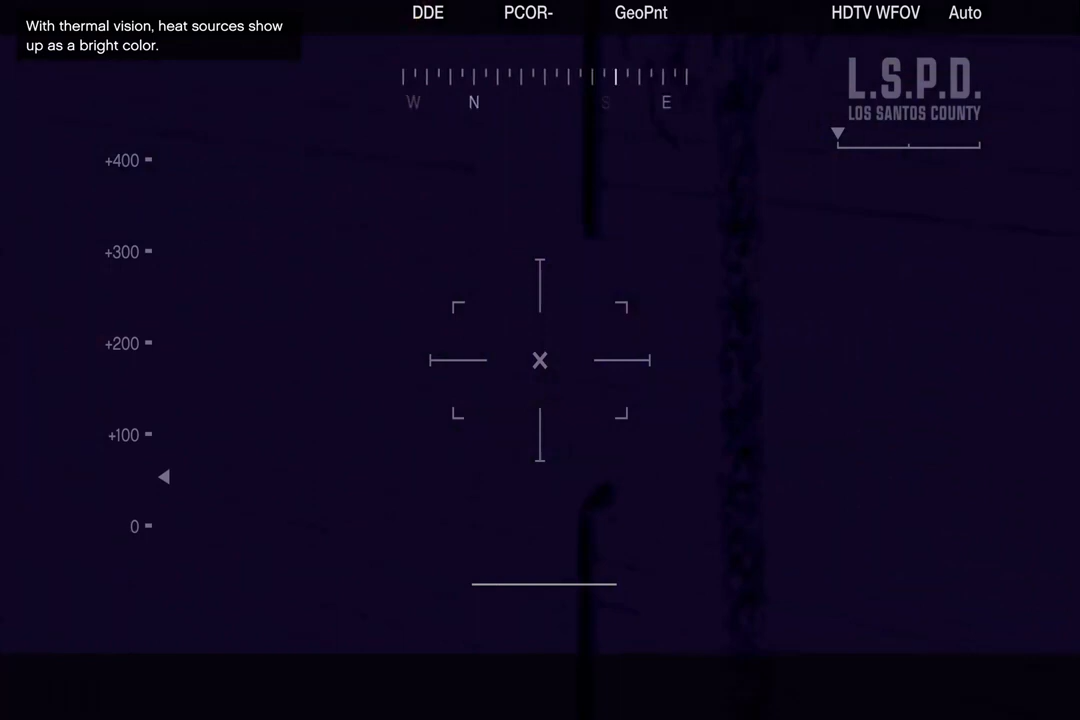 DDE PCOR- GeoPnt HDTV WFOV Auto
With thermal vision, heat sources show
up as a bright color.
L.S.P.D.
LOS SANTOS COUNTY
W N S E
+400
+300
+200
+100
0